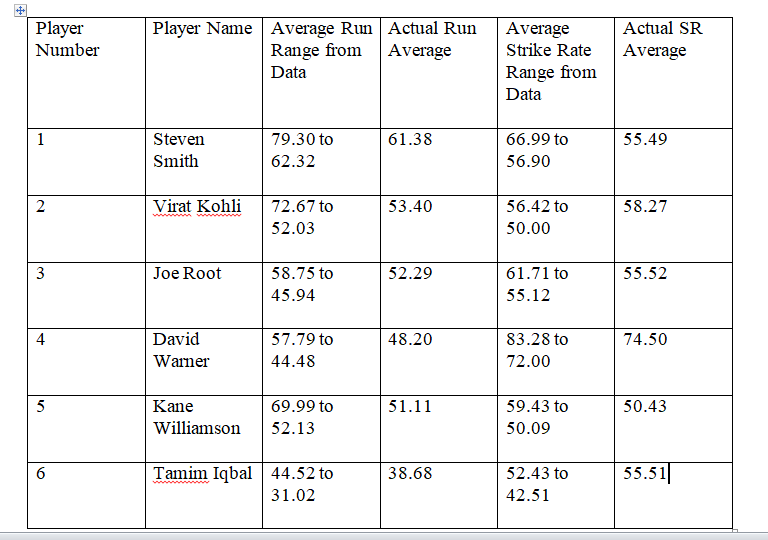 Player Number
Player Name
Average Run Range from Data
Actual Run Average
Average Strike Rate Range from Data
Actual SR Average
1
Steven Smith
79.30 to 62.32
61.38
66.99 to 56.90
55.49
2
Virat Kohli
72.67 to 52.03
53.40
56.42 to 50.00
58.27
3
Joe Root
58.75 to 45.94
52.29
61.71 to 55.12
55.52
4
David Warner
57.79 to 44.48
48.20
83.28 to 72.00
74.50
5
Kane Williamson
69.99 to 52.13
51.11
59.43 to 50.09
50.43
6
Tamim Iqbal
44.52 to 31.02
38.68
52.43 to 42.51
55.51